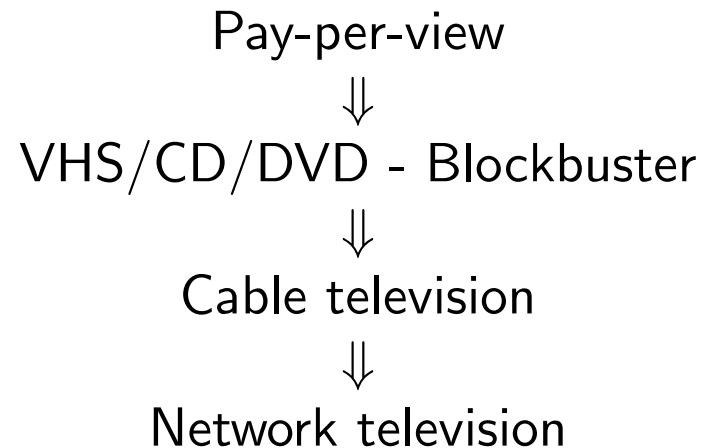 Pay-per-view
⇓
VHS/CD/DVD - Blockbuster
⇓
Cable television
⇓
Network television